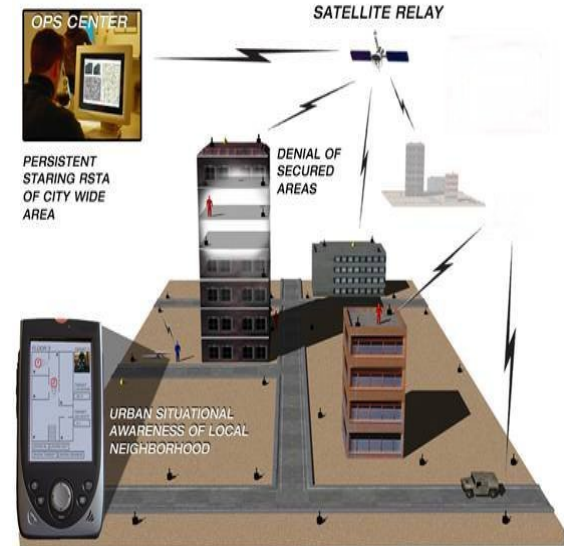 OPS CENTER
SATELLITE RELAY
PERSISTENT
STARING RSTA
OF CITY WIDE
AREA
DENIAL OF
SECURED
AREAS
URBAN SITUATIONAL
AWARENESS OF LOCAL
NEIGHBORHOOD